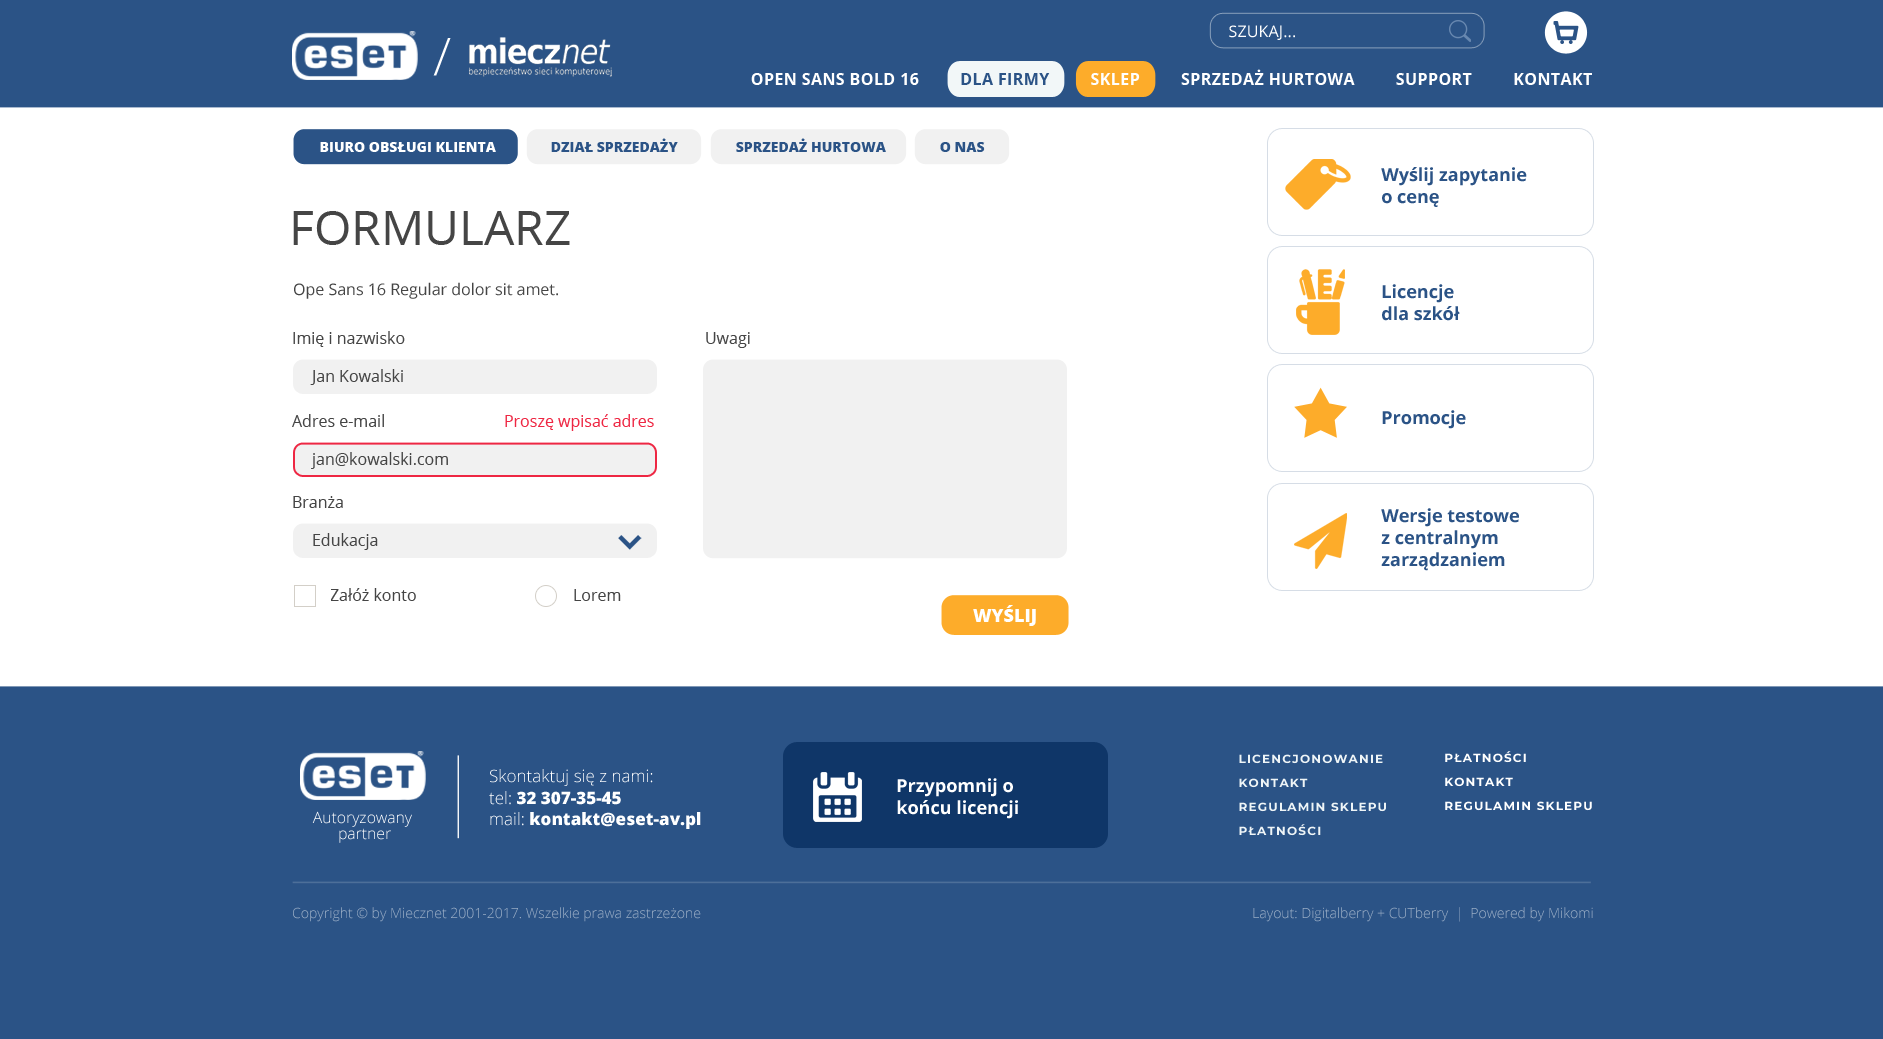 eset®
/
miecznet
bezpieczeństwo sieci komputerowej
SZUKAJ...
OPEN SANS BOLD 16
DLA FIRMY
SKLEP
SPRZEDAŻ HURTOWA
SUPPORT
KONTAKT
BIURO OBSŁUGI KLIENTA
DZIAŁ SPRZEDAŻY
SPRZEDAŻ HURTOWA
O NAS
FORMULARZ
Ope Sans 16 Regular dolor sit amet.
Imię i nazwisko
Jan Kowalski
Adres e-mail
Proszę wpisać adres
jan@kowalski.com
Branża
Edukacja
Załóż konto
Lorem
Uwagi
WYŚLIJ
Wyślij zapytanie
o cenę
Licencje
dla szkół
Promocje
Wersje testowe
z centralnym
zarządzaniem
eset®
Autoryzowany
partner
Skontaktuj się z nami:
tel: 32 307-35-45
mail: kontakt@eset-av.pl
Przypomnij o
końcu licencji
LICENCJONOWANIE
KONTAKT
REGULAMIN SKLEPU
PŁATNOŚCI
PŁATNOŚCI
KONTAKT
REGULAMIN SKLEPU
Copyright © by Miecznet 2001-2017. Wszelkie prawa zastrzeżone
Layout: Digitalberry + CUTberry | Powered by Mikomi